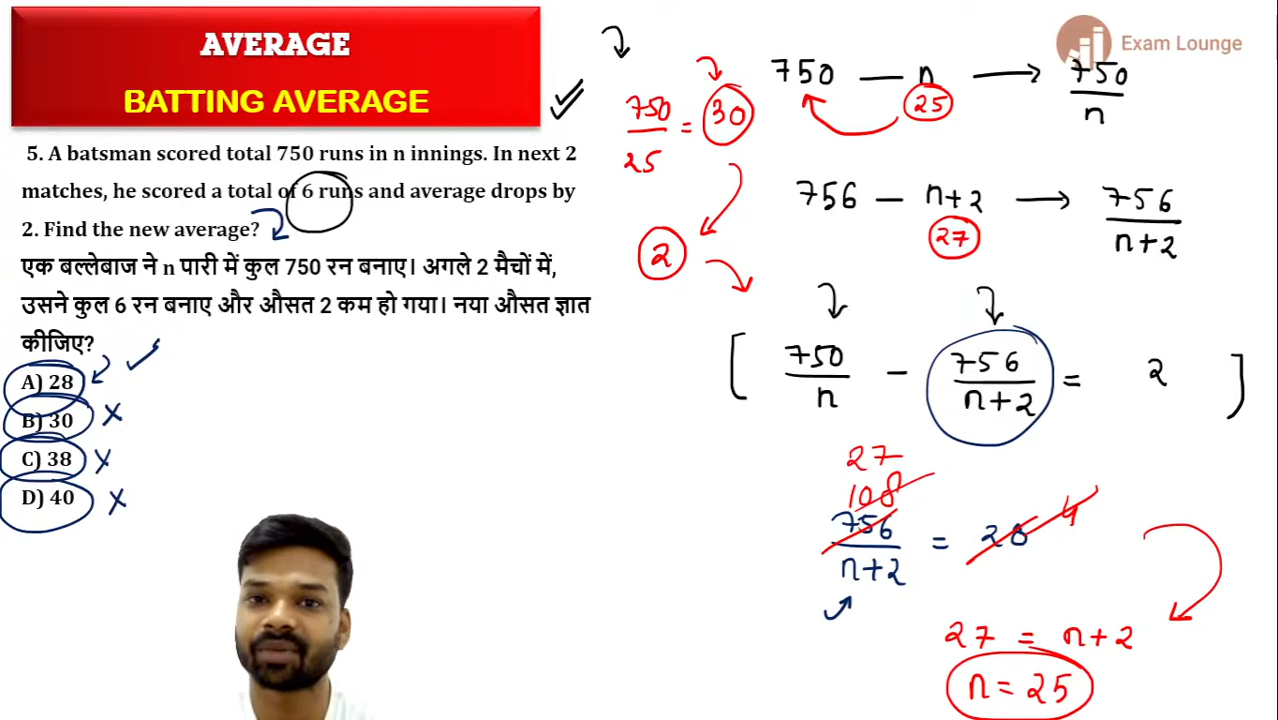 AVERAGE
BATTING AVERAGE
5. A batsman scored total 750 runs in n innings. In next 2
matches, he scored a total of 6 runs and average drops by
2. Find the new average?
एक बल्लेबाज ने n पारी में कुल 750 रन बनाए। अगले 2 मैचों में,
उसने कुल 6 रन बनाए और औसत 2 कम हो गया। नया औसत ज्ञात
कीजिए?
A) 28
B) 30
C) 38
D) 40
Exam Lounge
750 — n → 750/n
25
750/25 = 30
756 — n+2 → 756/n+2
27
2
[ 750/n - 756/n+2 = 2 ]
27
108
756/n+2 = 28 4
27 = n+2
n = 25